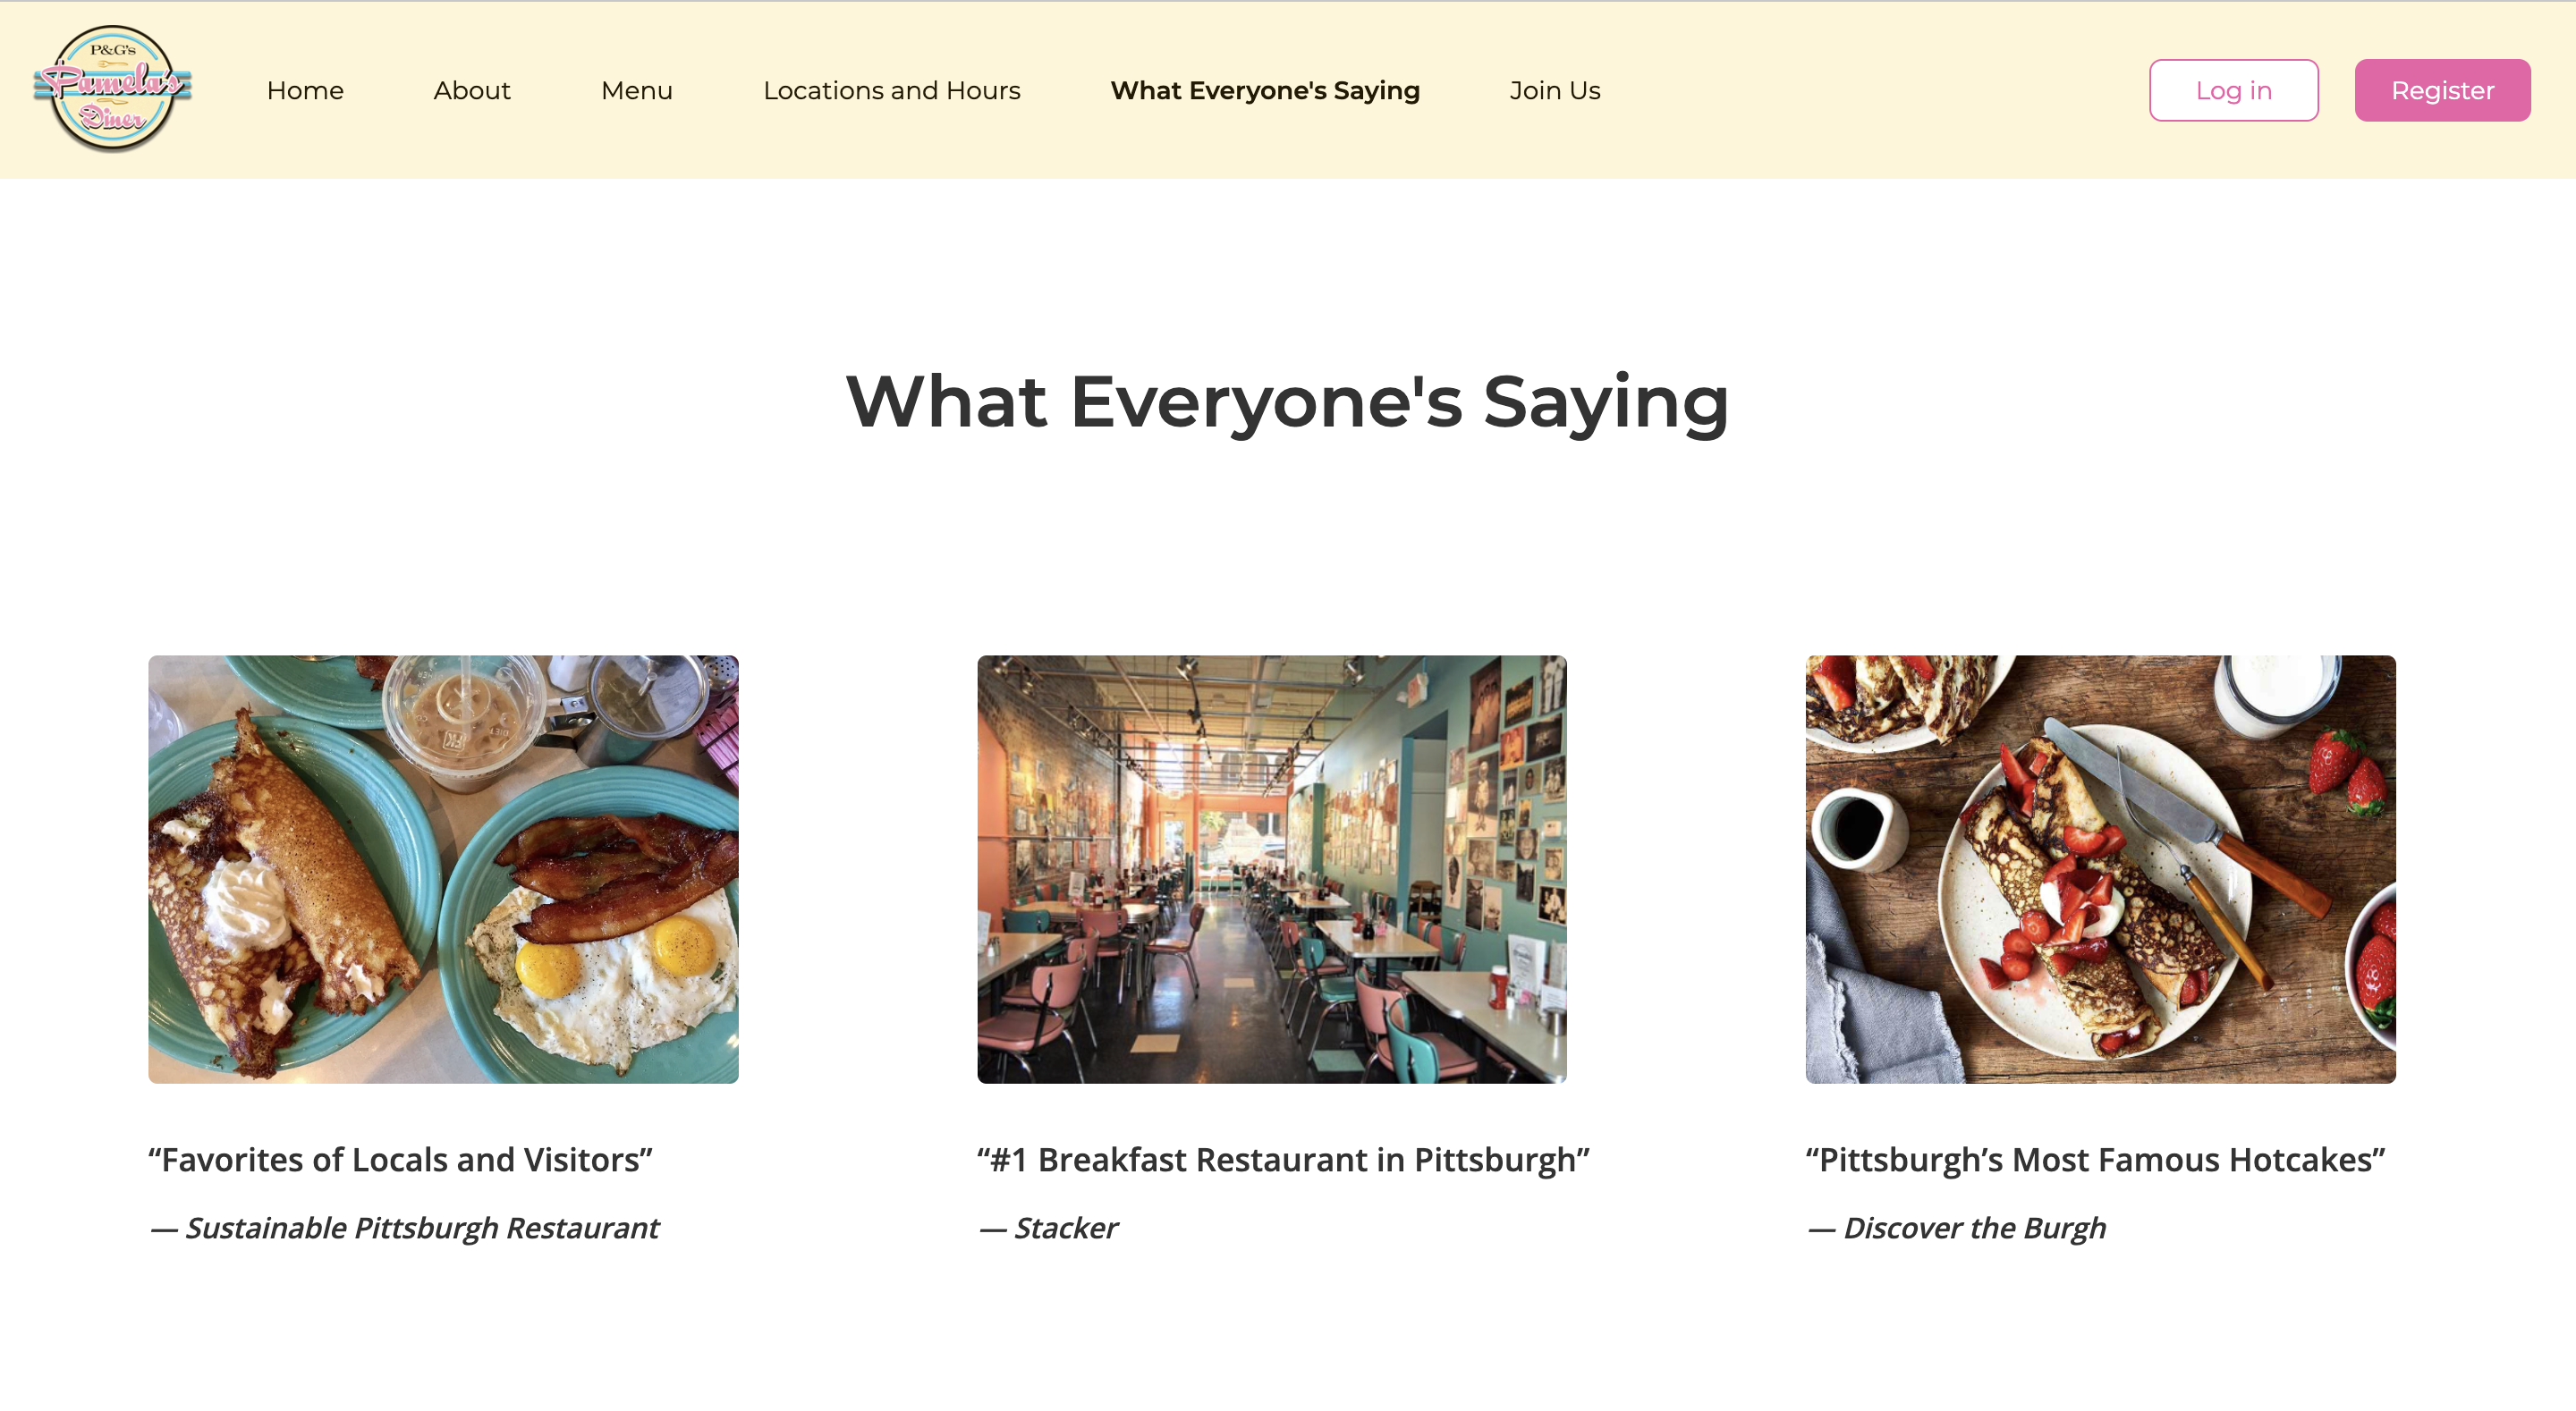 P&G's
Pamela's
Diner
Home
About
Menu
Locations and Hours
What Everyone's Saying
Join Us
Log in
Register
What Everyone's Saying
“Favorites of Locals and Visitors”
— Sustainable Pittsburgh Restaurant
“#1 Breakfast Restaurant in Pittsburgh”
— Stacker
“Pittsburgh’s Most Famous Hotcakes”
— Discover the Burgh